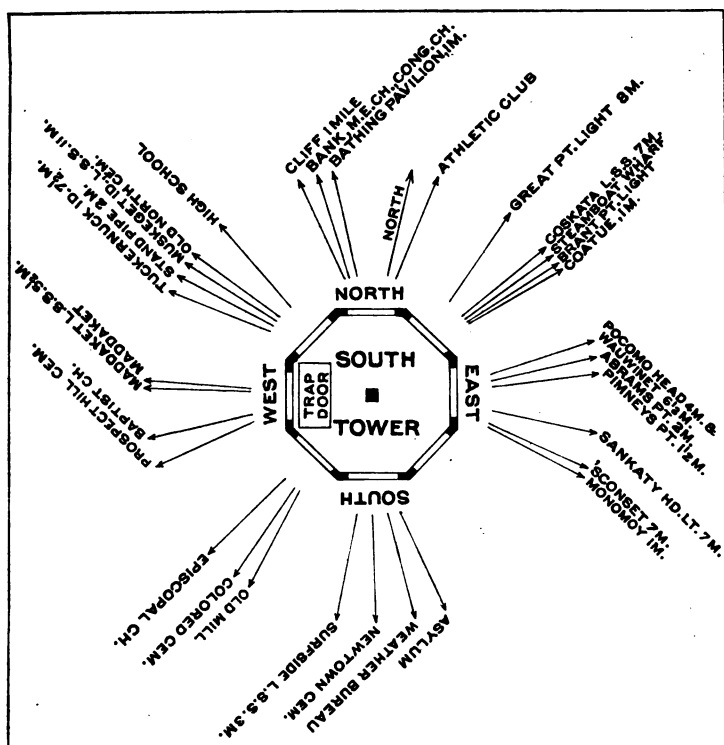 CLIFF 1 MILE
BANK, M.E. CH., CONG. CH.
BATHING PAVILION, 1M.
NORTH
ATHLETIC CLUB
GREAT PT. LIGHT 8M.
COSKATA L.S.S. 7M.
STEAMBOAT WHARF
BRANT PT. LIGHT
COATUE 1M.
POCOMO HEAD 4M. &
WAUWINET 6½M.
ABRAMS PT. 2M.
PIMNEYS PT. 1½M.
SANKATY HD. LT. 7M.
'SCONSET 7M.
MONOMOY 1M.
ASYLUM
WEATHER BUREAU
NEWTOWN CEM.
SURFSIDE L.S.S. 3M.
OLD MILL
COLORED CEM.
EPISCOPAL CH.
PROSPECT HILL CEM.
BAPTIST CH.
MADDAKET
MADDAKET L.S.S. 5½M.
TUCKERNUCK ID. 7½M.
STAND PIPE 2M.
MUSKEGET ID. L.S.S. 11M.
OLD NORTH CEM.
HIGH SCHOOL
NORTH
EAST
SOUTH
WEST
SOUTH
TOWER
TRAP
DOOR